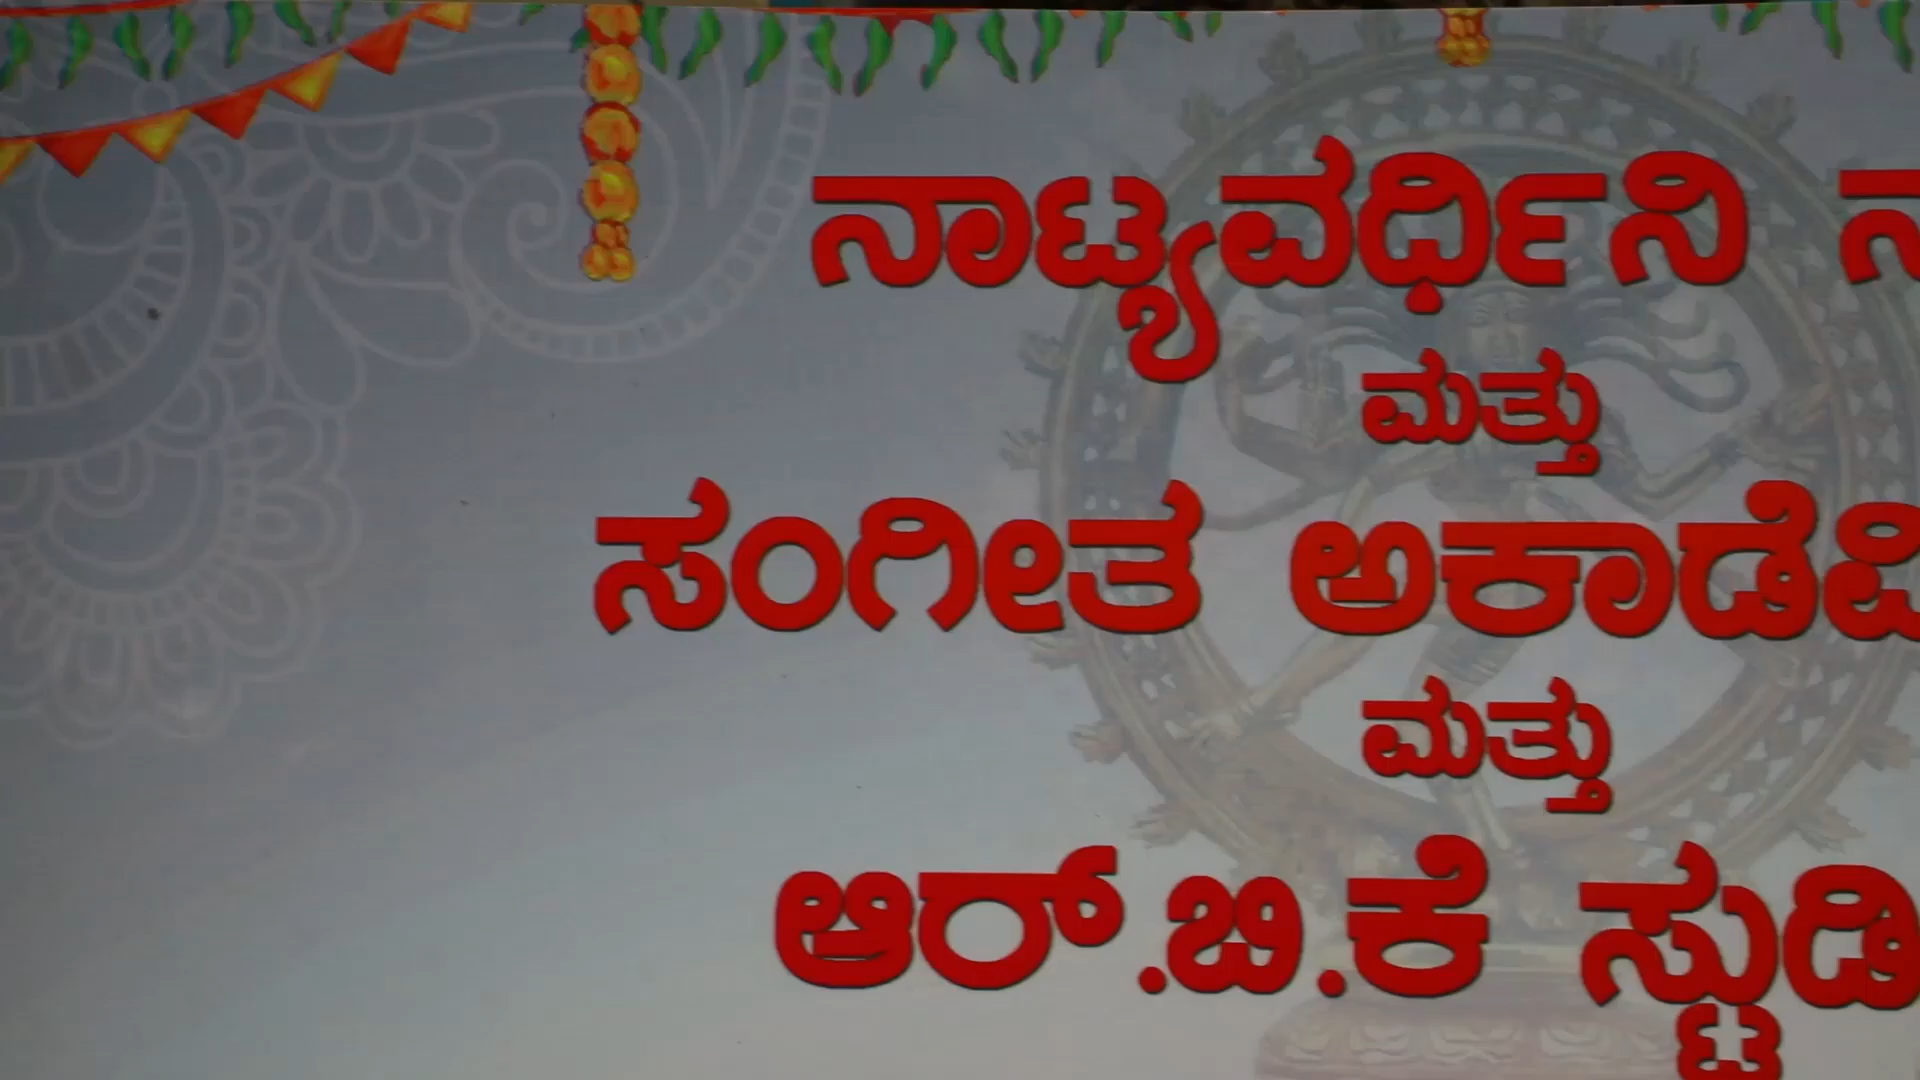 ನಾಟ್ಯವರ್ಧಿನಿ
ಮತ್ತು
ಸಂಗೀತ ಅಕಾಡೆಮಿ
ಮತ್ತು
ಆರ್.ಬಿ.ಕೆ ಸ್ಟುಡಿ